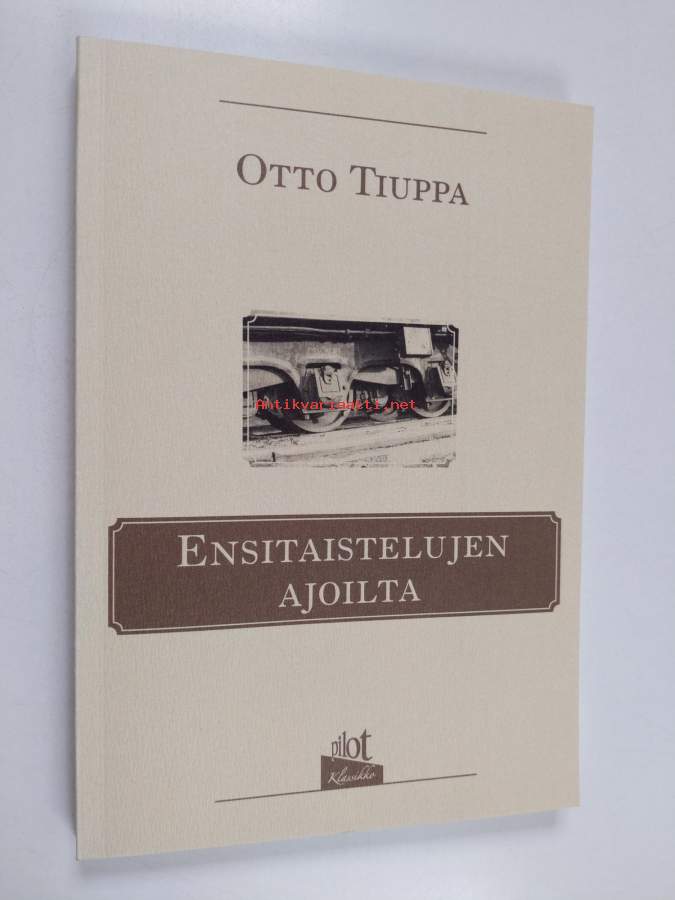 OTTO TIUPPA
Antikvariaatti.net
ENSITAISTELUJEN
AJOILTA
pilot
Klassikko